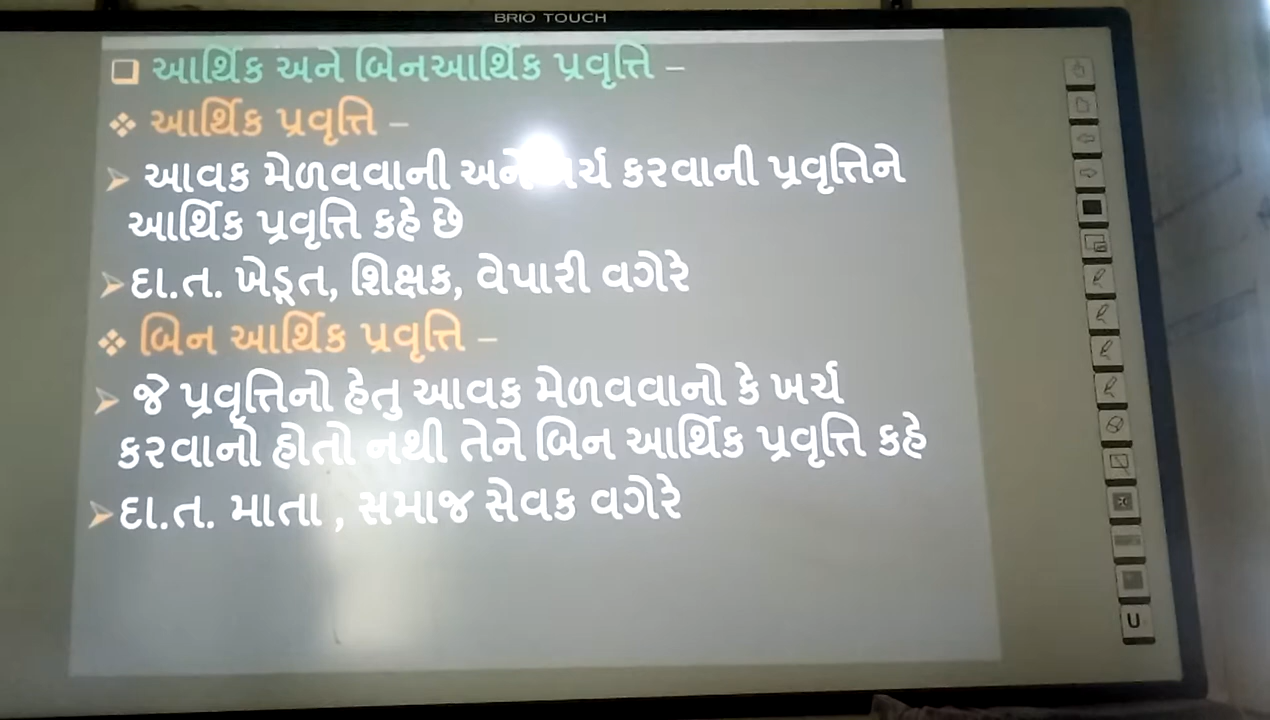 BRIO TOUCH
આર્થિક અને બિનઆર્થિક પ્રવૃત્તિ –
આર્થિક પ્રવૃત્તિ –
આવક મેળવવાની અને ખર્ચ કરવાની પ્રવૃત્તિને
આર્થિક પ્રવૃત્તિ કહે છે
દા.ત. ખેડૂત, શિક્ષક, વેપારી વગેરે
બિન આર્થિક પ્રવૃત્તિ –
જે પ્રવૃત્તિનો હેતુ આવક મેળવવાનો કે ખર્ચ
કરવાનો હોતો નથી તેને બિન આર્થિક પ્રવૃત્તિ કહે
દા.ત. માતા , સમાજ સેવક વગેરે
U